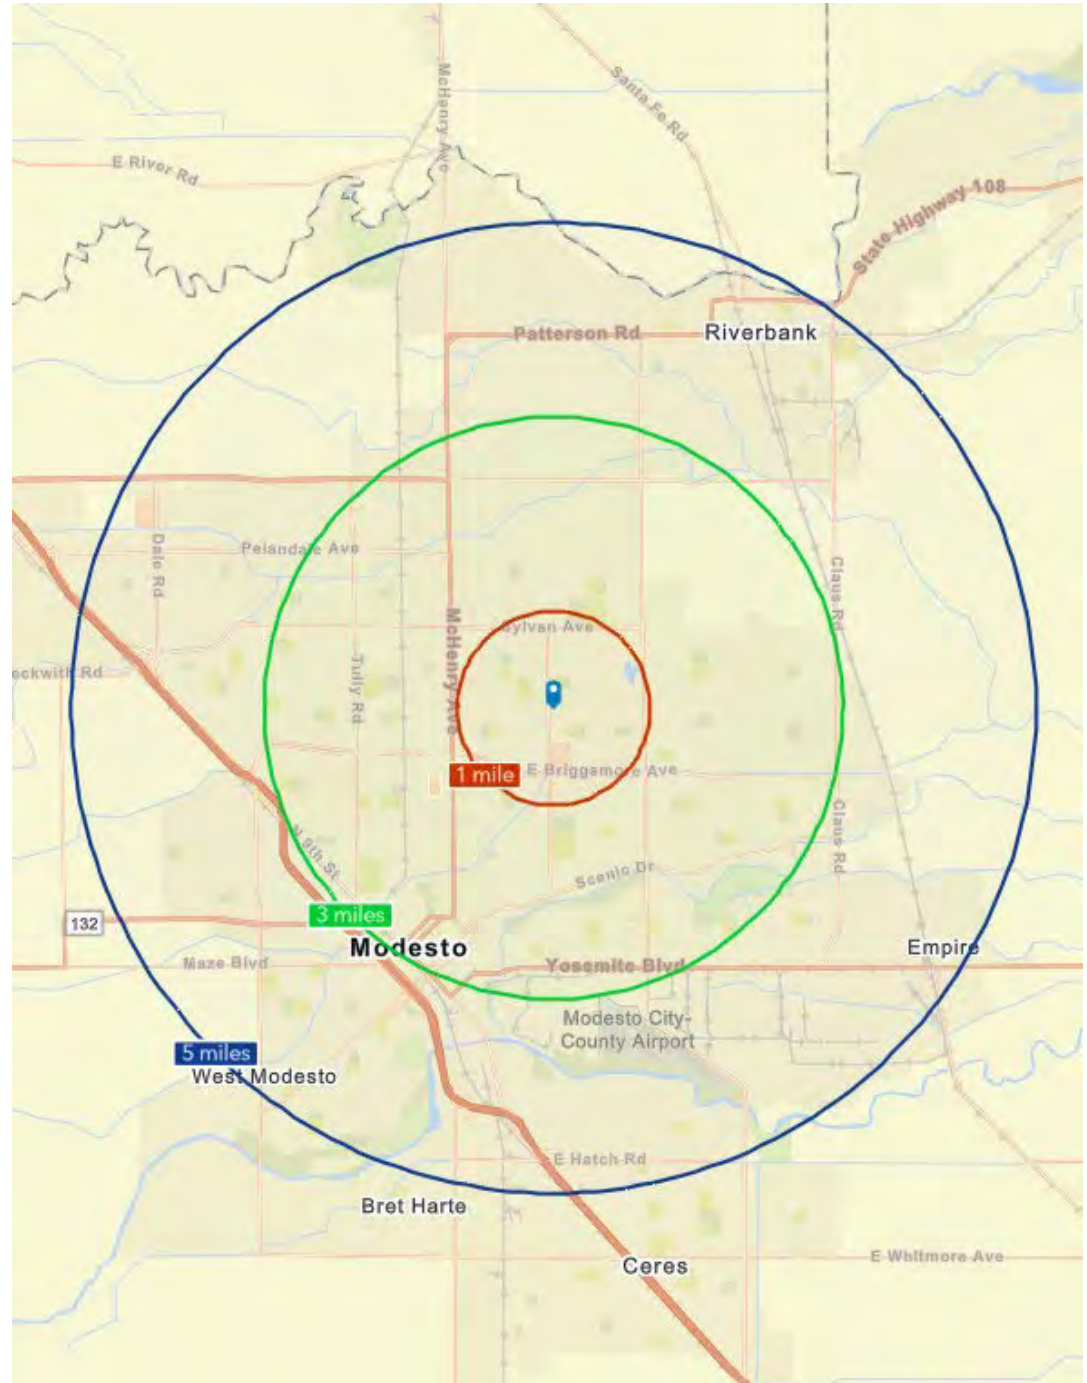 McHenry Ave
Santa Fe Rd
E River Rd
State Highway 108
Patterson Rd
Riverbank
Pelandale Ave
Dale Rd
Claus Rd
Sylvan Ave
McHenry Ave
Tully Rd
eckwith Rd
1 mile
E Briggsmore Ave
N 9th St
Claus Rd
Scenic Dr
3 miles
132
Modesto
Empire
Maze Blvd
Yosemite Blvd
Modesto City-
County Airport
5 miles
West Modesto
E Hatch Rd
Bret Harte
E Whitmore Ave
Ceres